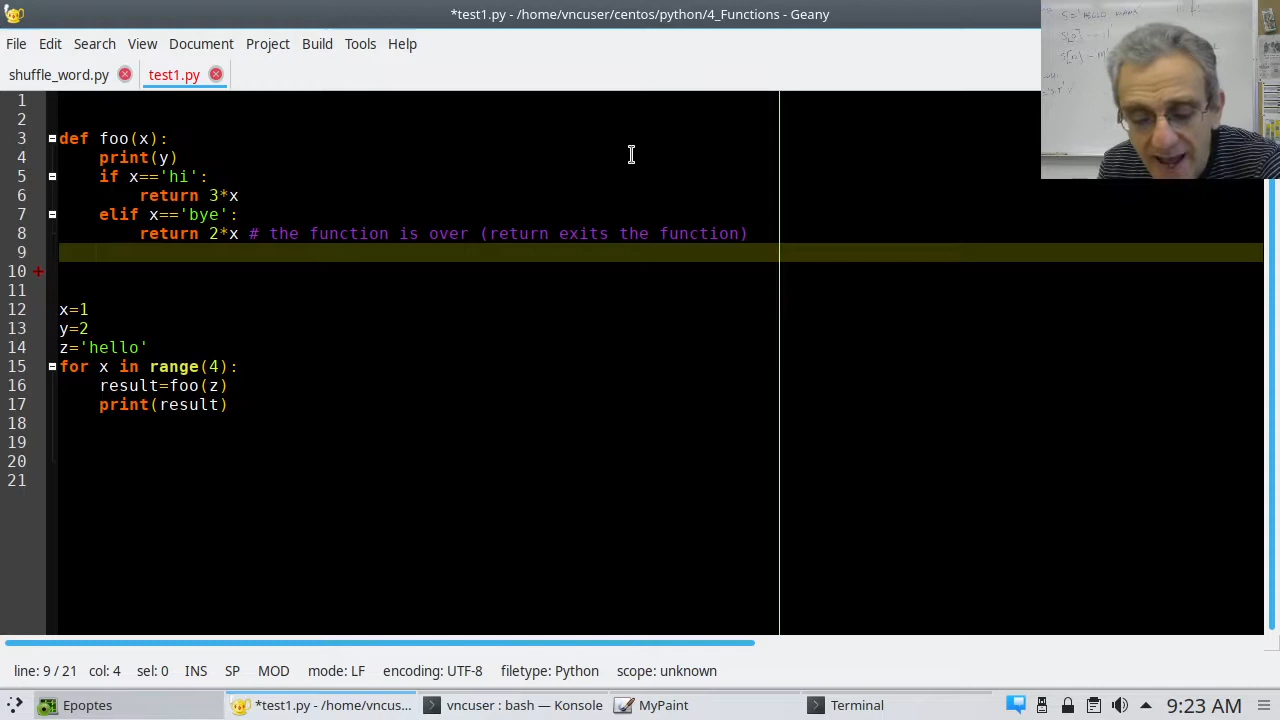 *test1.py - /home/vncuser/centos/python/4_Functions - Geany
File Edit Search View Document Project Build Tools Help
shuffle_word.py test1.py
1
2
3 def foo(x):
4     print(y)
5     if x=='hi':
6         return 3*x
7     elif x=='bye':
8         return 2*x # the function is over (return exits the function)
9
10
11
12 x=1
13 y=2
14 z='hello'
15 for x in range(4):
16     result=foo(z)
17     print(result)
18
19
20
21
line: 9 / 21 col: 4 sel: 0 INS SP MOD mode: LF encoding: UTF-8 filetype: Python scope: unknown
Epoptes *test1.py - /home/vncus... vncuser : bash — Konsole MyPaint Terminal 9:23 AM